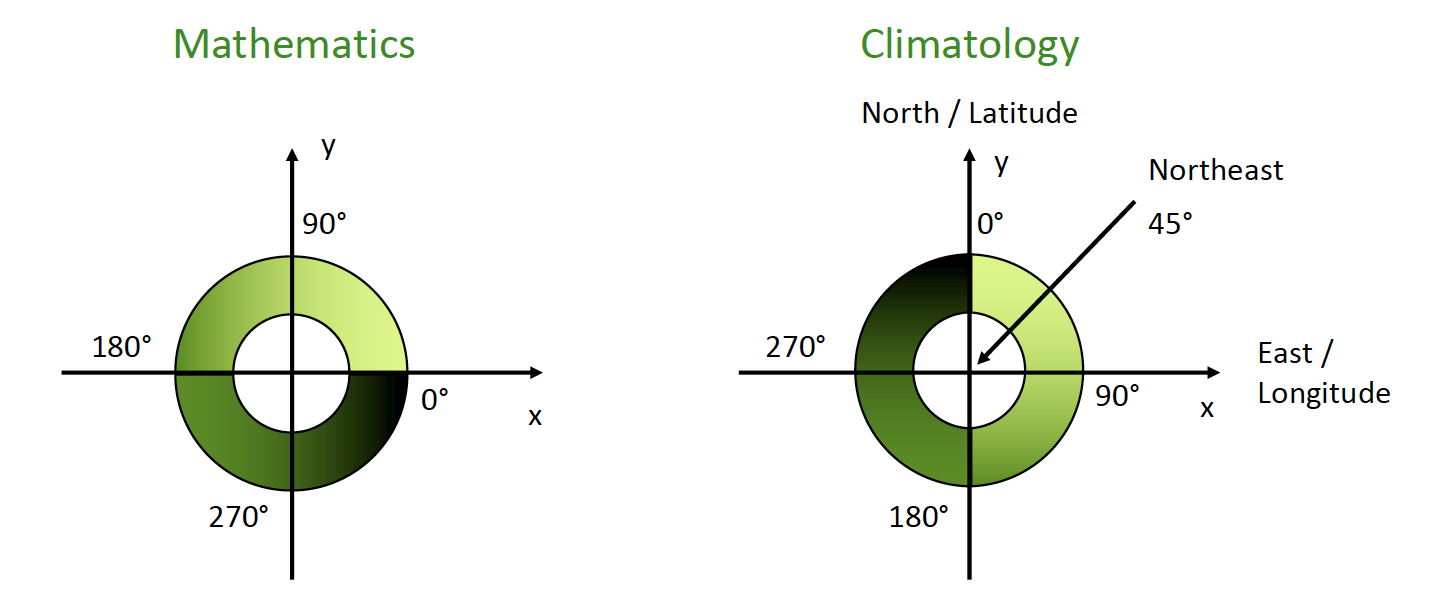 Mathematics
y
90°
180°
0°
x
270°
Climatology
North / Latitude
y
Northeast
0°
45°
270°
East /
Longitude
90°
x
180°